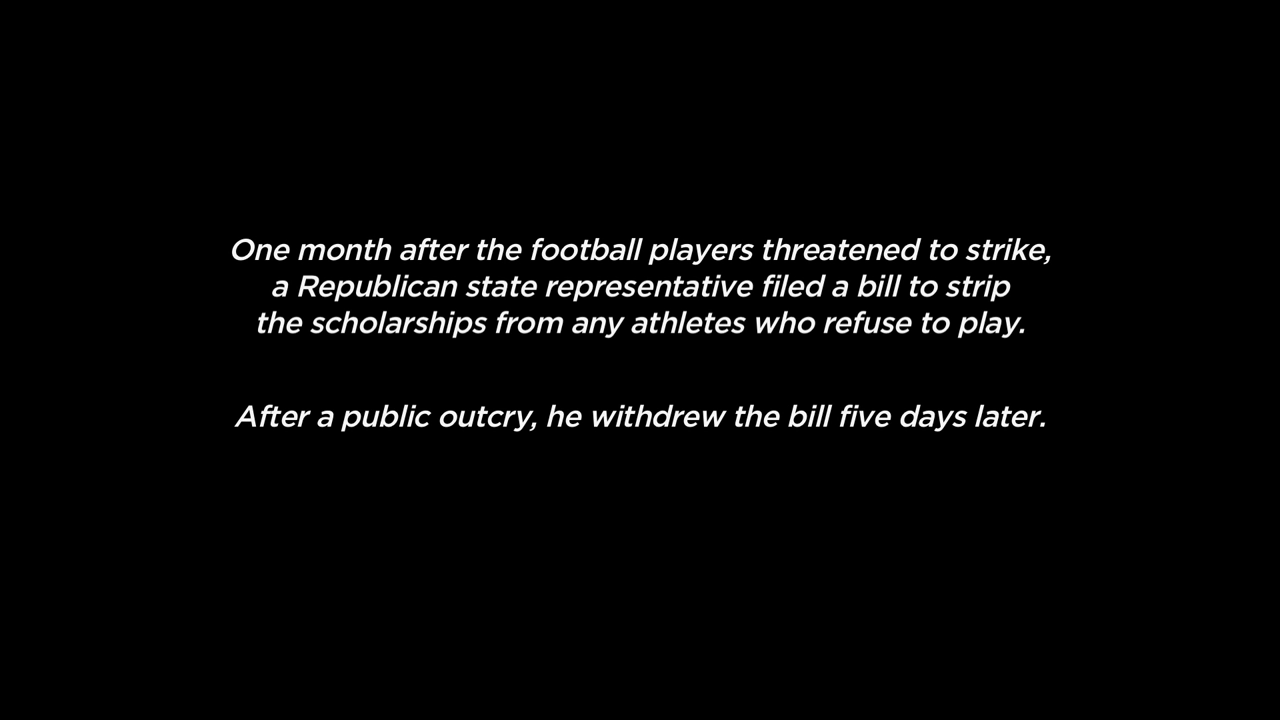 One month after the football players threatened to strike,
a Republican state representative filed a bill to strip
the scholarships from any athletes who refuse to play.
After a public outcry, he withdrew the bill five days later.